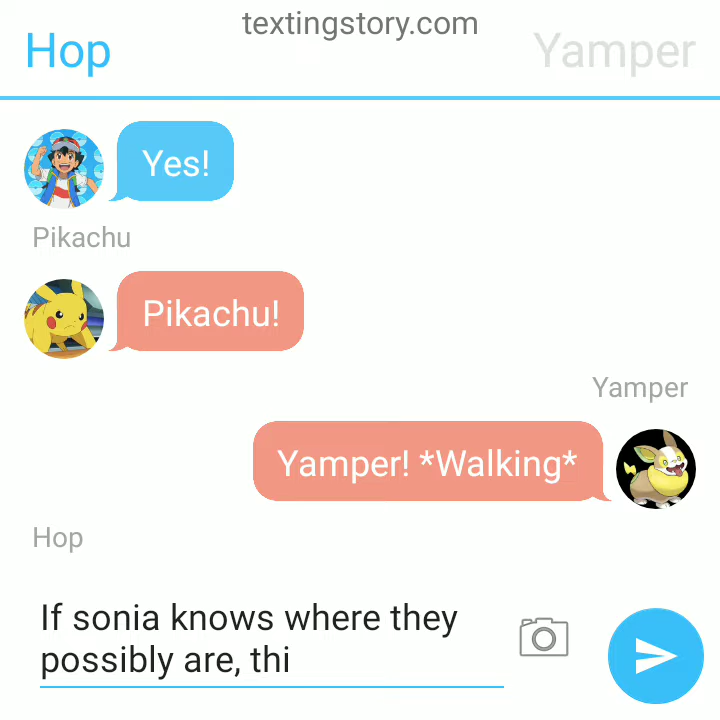 textingstory.com
Hop
Yamper
Yes!
Pikachu
Pikachu!
Yamper
Yamper! *Walking*
Hop
If sonia knows where they
possibly are, thi